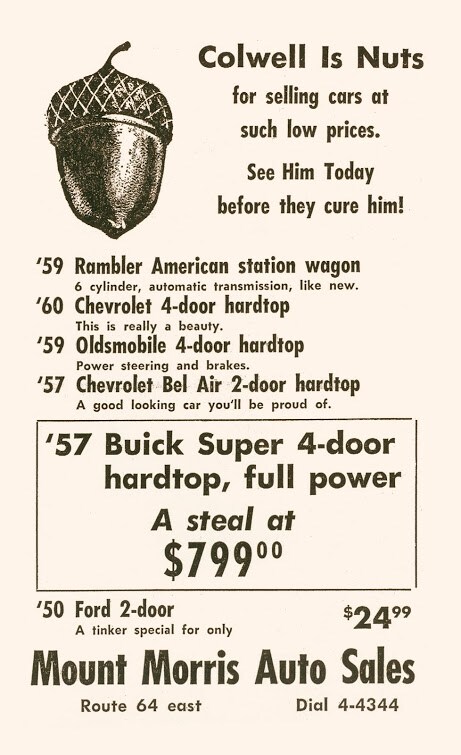 Colwell Is Nuts
for selling cars at
such low prices.
See Him Today
before they cure him!
'59 Rambler American station wagon
6 cylinder, automatic transmission, like new.
'60 Chevrolet 4-door hardtop
This is really a beauty.
'59 Oldsmobile 4-door hardtop
Power steering and brakes.
'57 Chevrolet Bel Air 2-door hardtop
A good looking car you'll be proud of.
'57 Buick Super 4-door
hardtop, full power
A steal at
$79900
'50 Ford 2-door $24.99
A tinker special for only
Mount Morris Auto Sales
Route 64 east Dial 4-4344